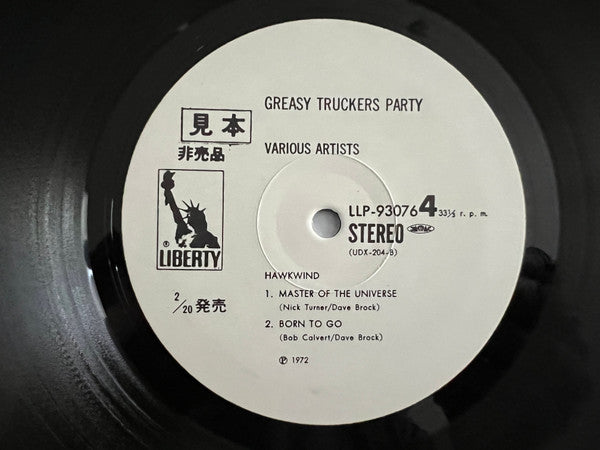 GREASY TRUCKERS PARTY
見本
非売品
VARIOUS ARTISTS
LLP-93076 4 33⅓ r. p. m.
STEREO
(UDX-204-B)
® LIBERTY
2/20 発売
HAWKWIND
1. MASTER OF THE UNIVERSE
(Nick Turner/Dave Brock)
2. BORN TO GO
(Bob Calvert/Dave Brock)
℗ 1972